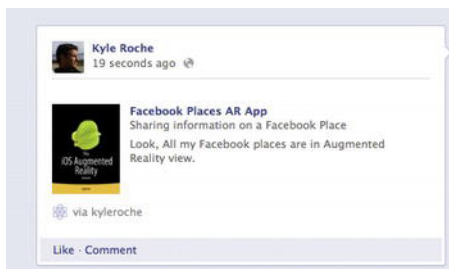 Kyle Roche
19 seconds ago
Facebook Places AR App
Sharing information on a Facebook Place
Look, All my Facebook places are in Augmented
Reality view.
The
iOS Augmented
Reality
via kyleroche
Like · Comment